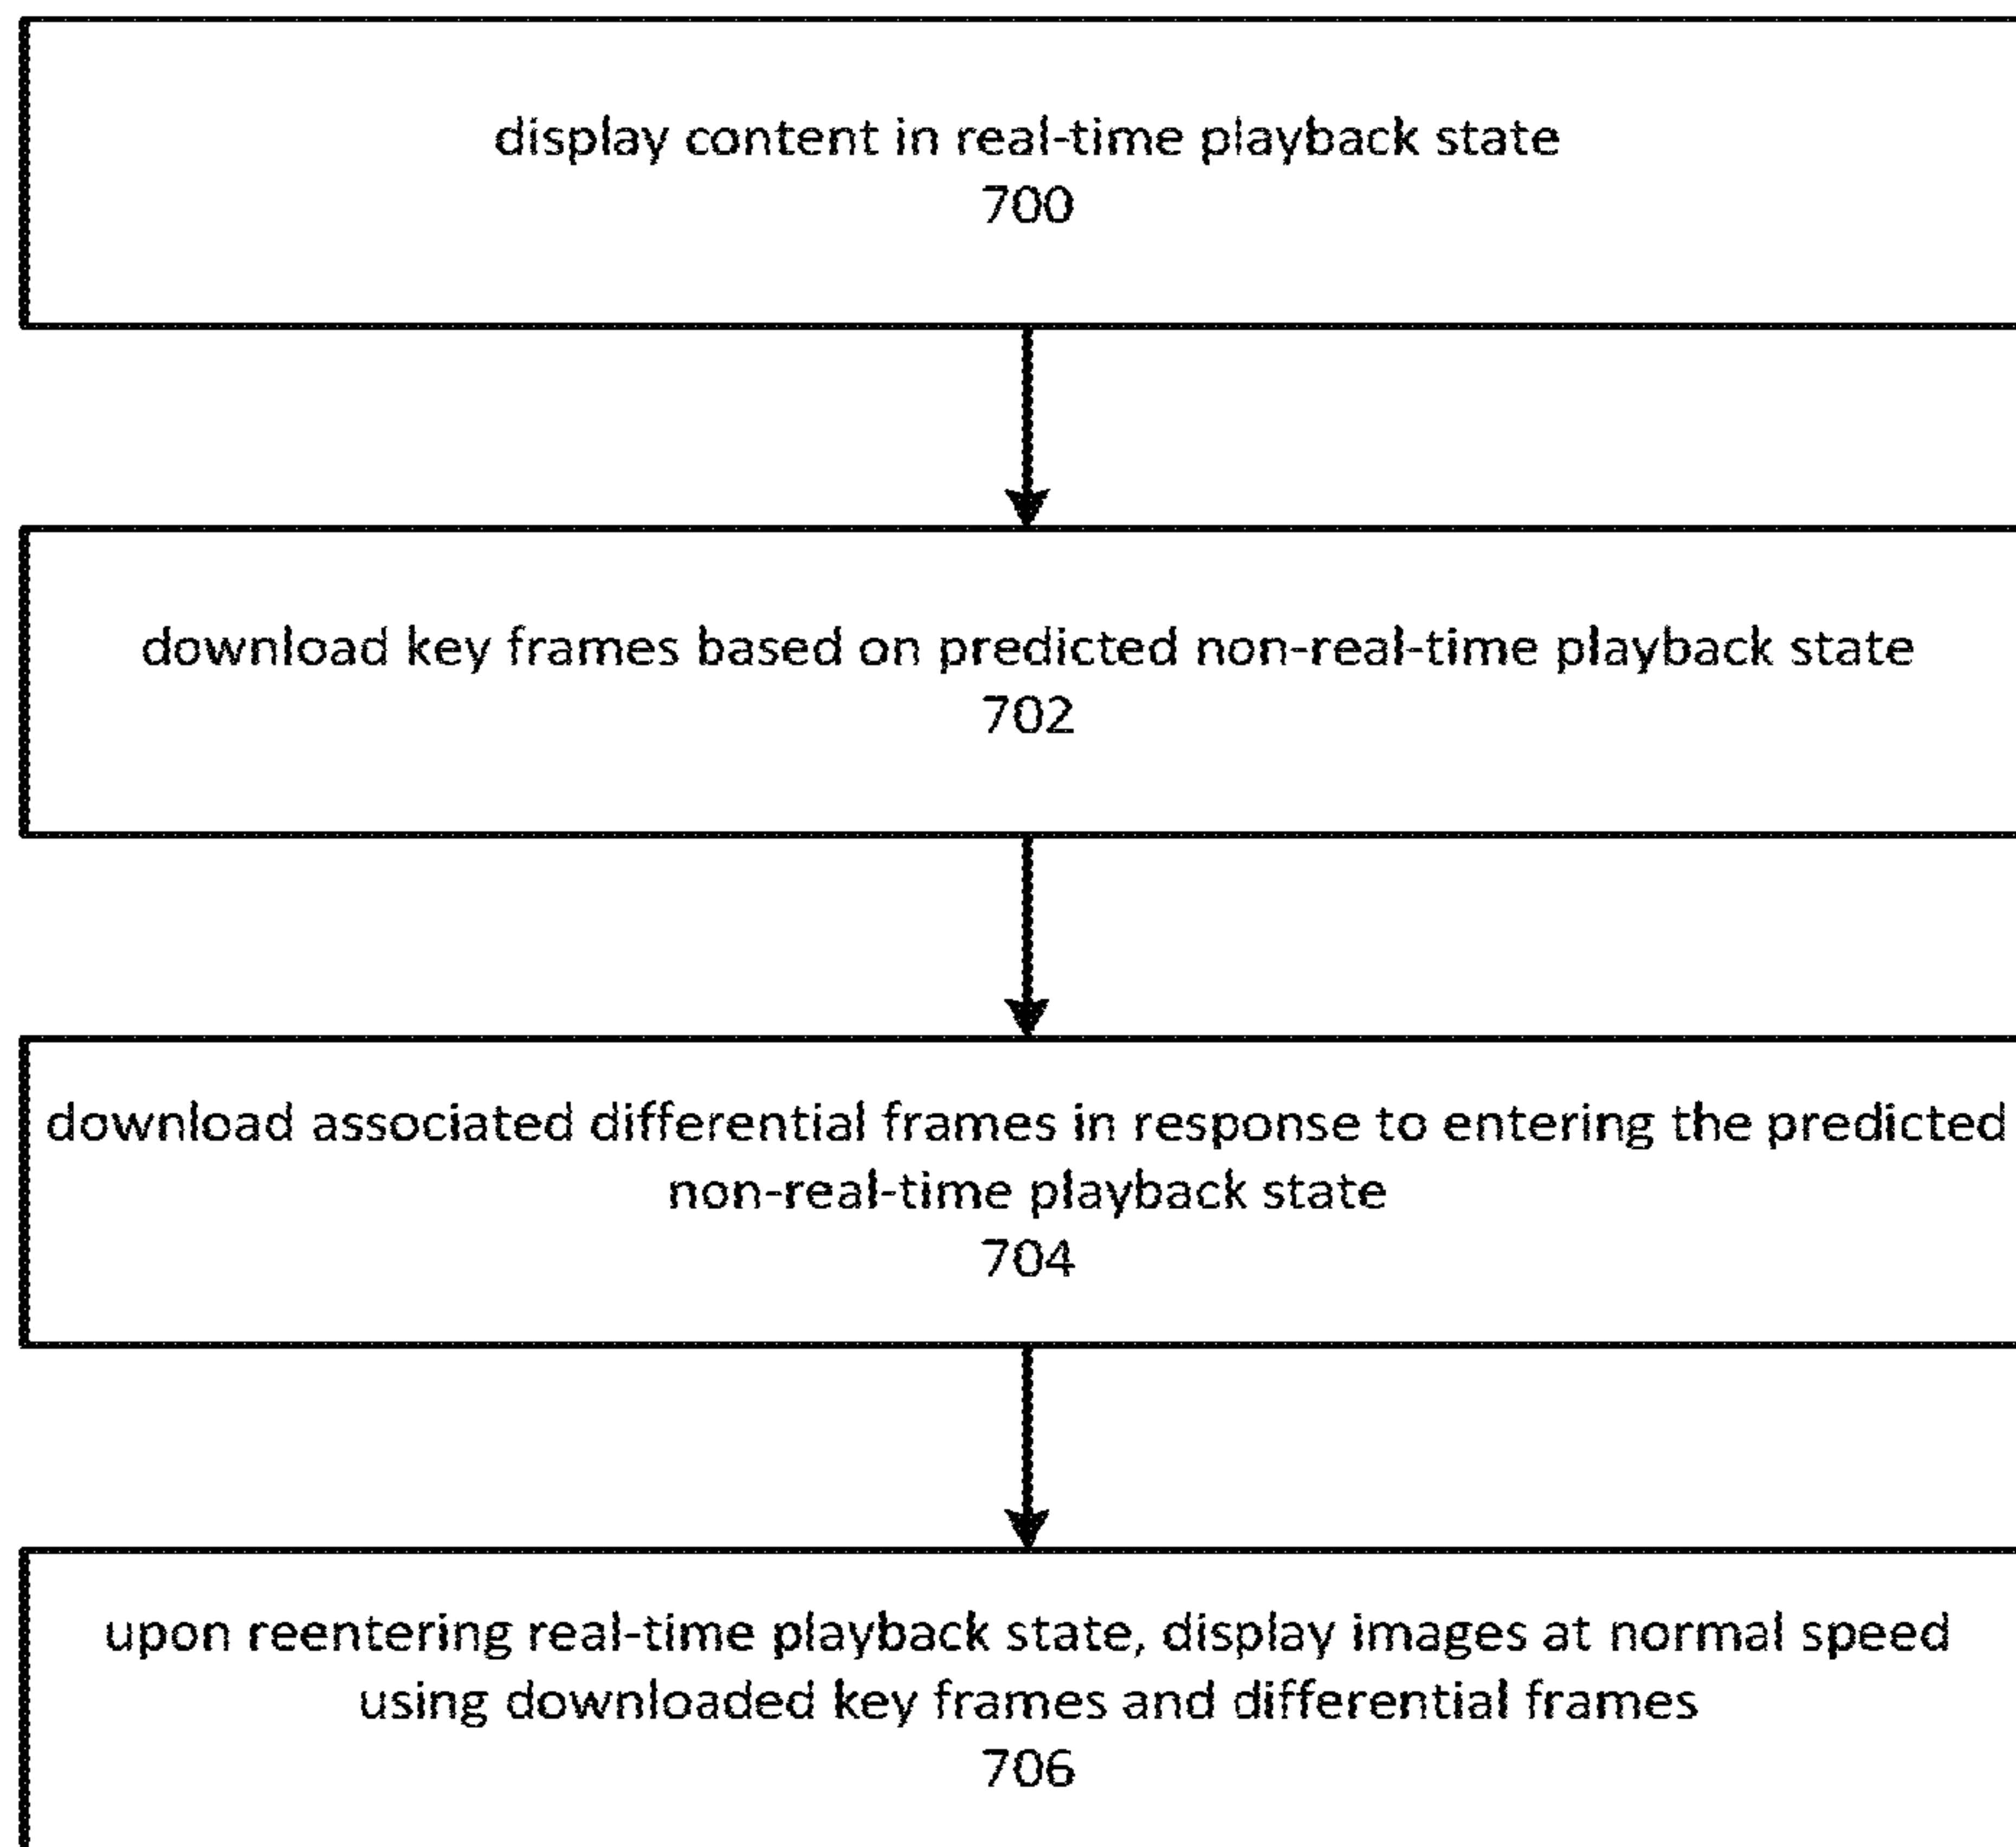 display content in real-time playback state
700
download key frames based on predicted non-real-time playback state
702
download associated differential frames in response to entering the predicted
non-real-time playback state
704
upon reentering real-time playback state, display images at normal speed
using downloaded key frames and differential frames
706